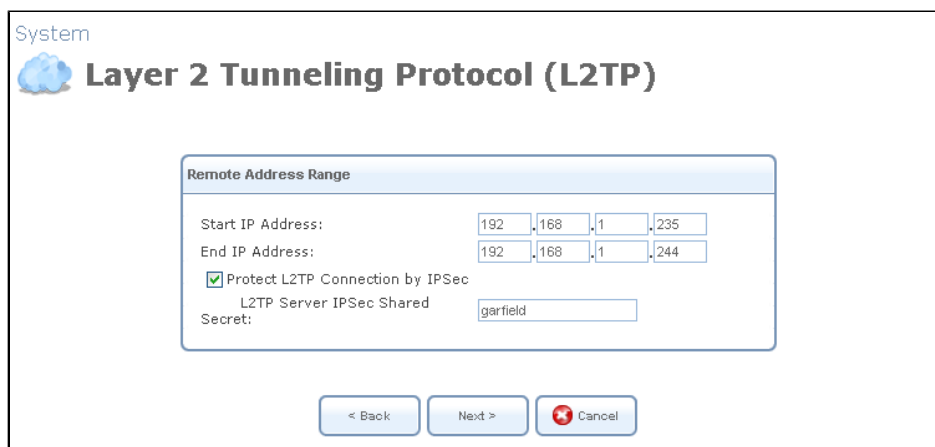 System
Layer 2 Tunneling Protocol (L2TP)
Remote Address Range
Start IP Address: 192 . 168 . 1 . 235
End IP Address: 192 . 168 . 1 . 244
Protect L2TP Connection by IPSec
L2TP Server IPSec Shared
Secret: garfield
< Back Next > Cancel